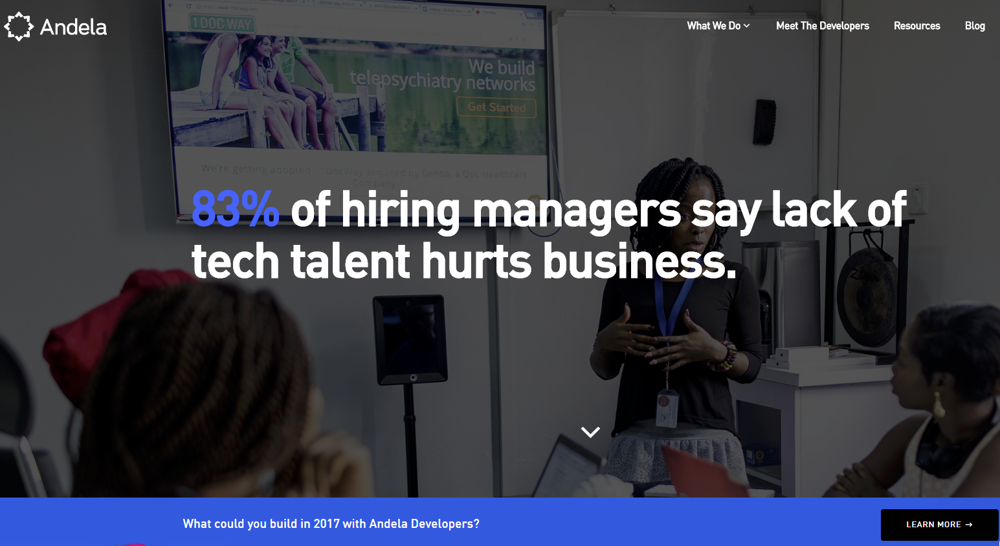 Andela
What We Do
Meet The Developers
Resources
Blog
1 DOC WAY
We build
telepsychiatry networks
Get Started
We're getting adopted. 1DocWay acquired by Genoa, a QoL Healthcare
Company
83% of hiring managers say lack of
tech talent hurts business.
What could you build in 2017 with Andela Developers?
LEARN MORE →